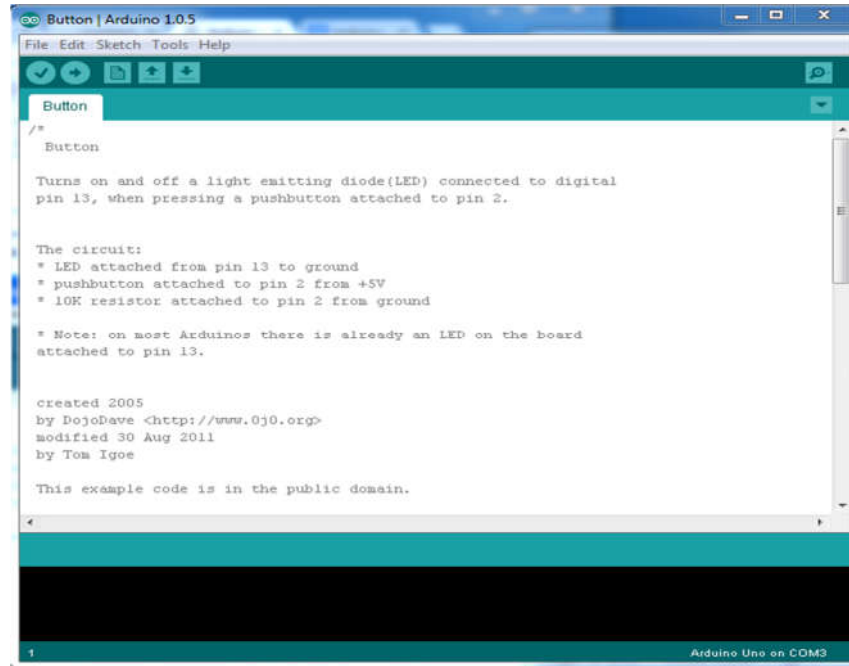 Button | Arduino 1.0.5
File Edit Sketch Tools Help
Button
/*
Button
Turns on and off a light emitting diode(LED) connected to digital
pin 13, when pressing a pushbutton attached to pin 2.
The circuit:
* LED attached from pin 13 to ground
* pushbutton attached to pin 2 from +5V
* 10K resistor attached to pin 2 from ground
* Note: on most Arduinos there is already an LED on the board
attached to pin 13.
created 2005
by DojoDave <http://www.0j0.org>
modified 30 Aug 2011
by Tom Igoe
This example code is in the public domain.
1
Arduino Uno on COM3